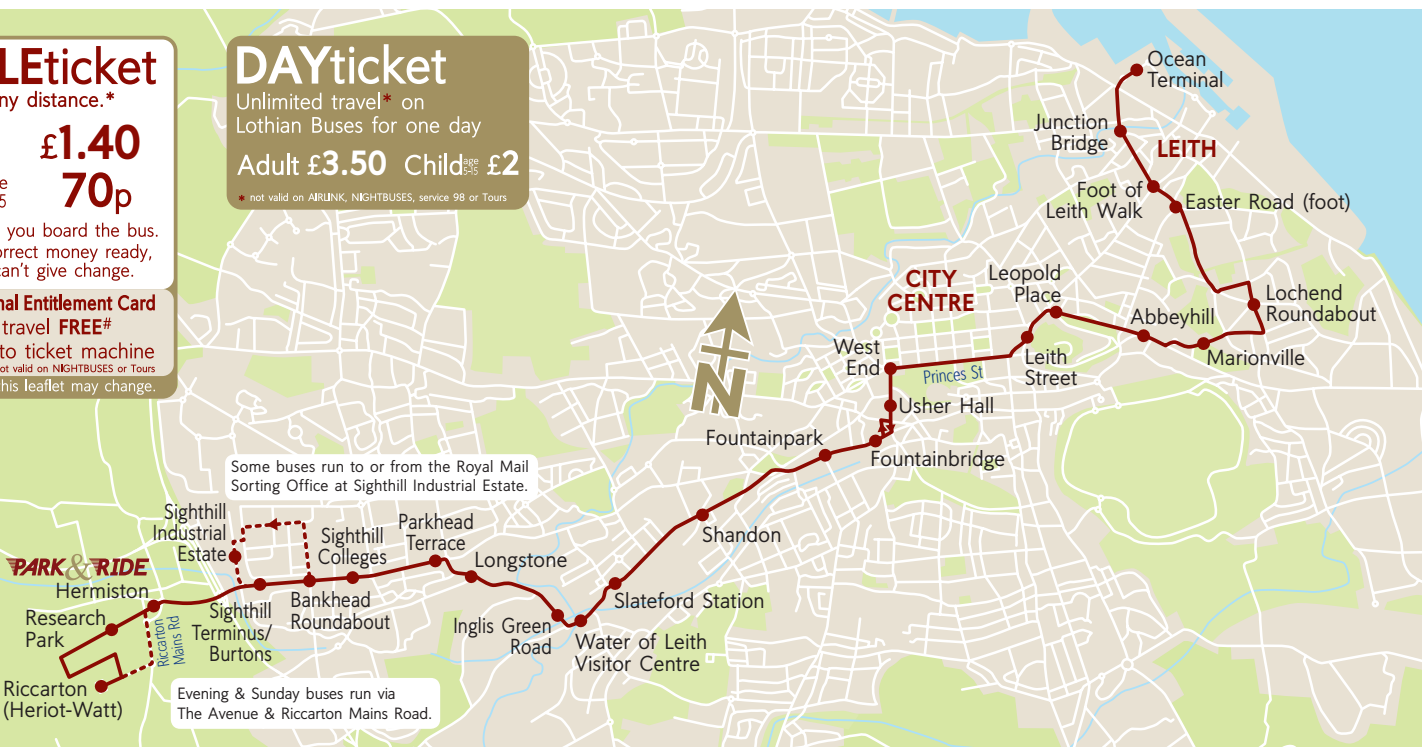 LEticket
ny distance.*
£1.40
70p
you board the bus.
orrect money ready,
can't give change.
nal Entitlement Card
travel FREE#
to ticket machine
ot valid on NIGHTBUSES or Tours
his leaflet may change.
DAYticket
Unlimited travel* on
Lothian Buses for one day
Adult £3.50 Child age 5-15 £2
* not valid on AIRLINK, NIGHTBUSES, service 98 or Tours
Ocean
Terminal
Junction
Bridge
LEITH
Foot of
Leith Walk
Easter Road (foot)
CITY
CENTRE
Leopold
Place
Lochend
Roundabout
Abbeyhill
Marionville
West
End
Leith
Street
Princes St
N
Usher Hall
Fountainpark
Fountainbridge
Some buses run to or from the Royal Mail
Sorting Office at Sighthill Industrial Estate.
Shandon
Sighthill
Industrial
Estate
Sighthill
Colleges
Parkhead
Terrace
Longstone
PARK & RIDE
Hermiston
Research
Park
Riccarton
Mains Rd
Sighthill
Terminus/
Burtons
Bankhead
Roundabout
Inglis Green
Road
Slateford Station
Water of Leith
Visitor Centre
Riccarton
(Heriot-Watt)
Evening & Sunday buses run via
The Avenue & Riccarton Mains Road.